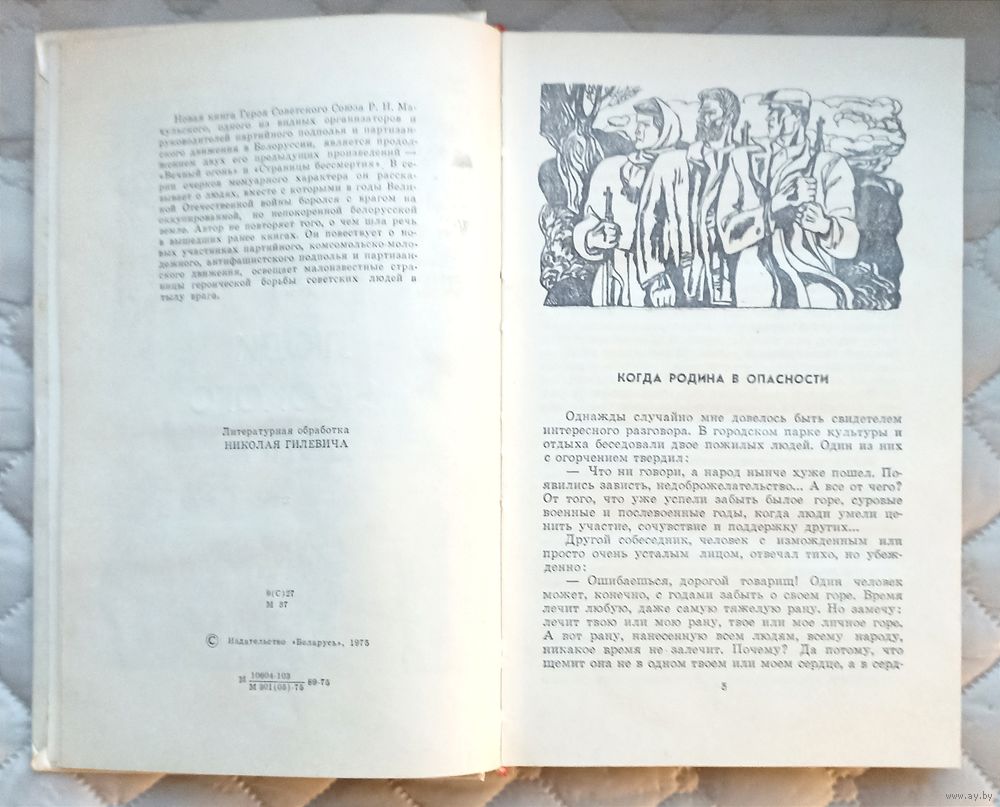 Новая книга Героя Советского Союза Р. Н. Ма-
чульского, одного из видных организаторов и
руководителей партийного подполья и партизан-
ского движения в Белоруссии, является продол-
жением двух его предыдущих произведений —
«Вечный огонь» и «Страницы бессмертия». В се-
рии очерков мемуарного характера он расска-
зывает о людях, вместе с которыми в годы Вели-
кой Отечественной войны боролся с врагом на
оккупированной, но непокоренной белорусской
земле. Автор не повторяет того, о чем шла речь
в вышедших ранее книгах. Он повествует о но-
вых участниках партийного, комсомольско-моло-
дежного, антифашистского подполья и партизан-
ского движения, освещает малоизвестные стра-
ницы героической борьбы советских людей в
тылу врага.
Литературная обработка
НИКОЛАЯ ГИЛЕВИЧА
9(С)27
М 37
© Издательство «Беларусь», 1975
М 10604-103
М 301(05)-75 89-75
КОГДА РОДИНА В ОПАСНОСТИ
Однажды случайно мне довелось быть свидетелем
интересного разговора. В городском парке культуры и
отдыха беседовали двое пожилых людей. Один из них
с огорчением твердил:
— Что ни говори, а народ нынче хуже пошел. По-
явились зависть, недоброжелательство... А все от чего?
От того, что уже успели забыть былое горе, суровые
военные и послевоенные годы, когда люди умели це-
нить участие, сочувствие и поддержку других...
Другой собеседник, человек с изможденным или
просто очень усталым лицом, отвечал тихо, но убеж-
денно:
— Ошибаешься, дорогой товарищ! Один человек
может, конечно, с годами забыть о своем горе. Время
лечит любую, даже самую тяжелую рану. Но замечу:
лечит твою или мою рану, твое или мое личное горе.
А вот рану, нанесенную всем людям, всему народу,
никакое время не залечит. Почему? Да потому, что
щемит она не в одном твоем или моем сердце, а в серд-
5
www.ay.by